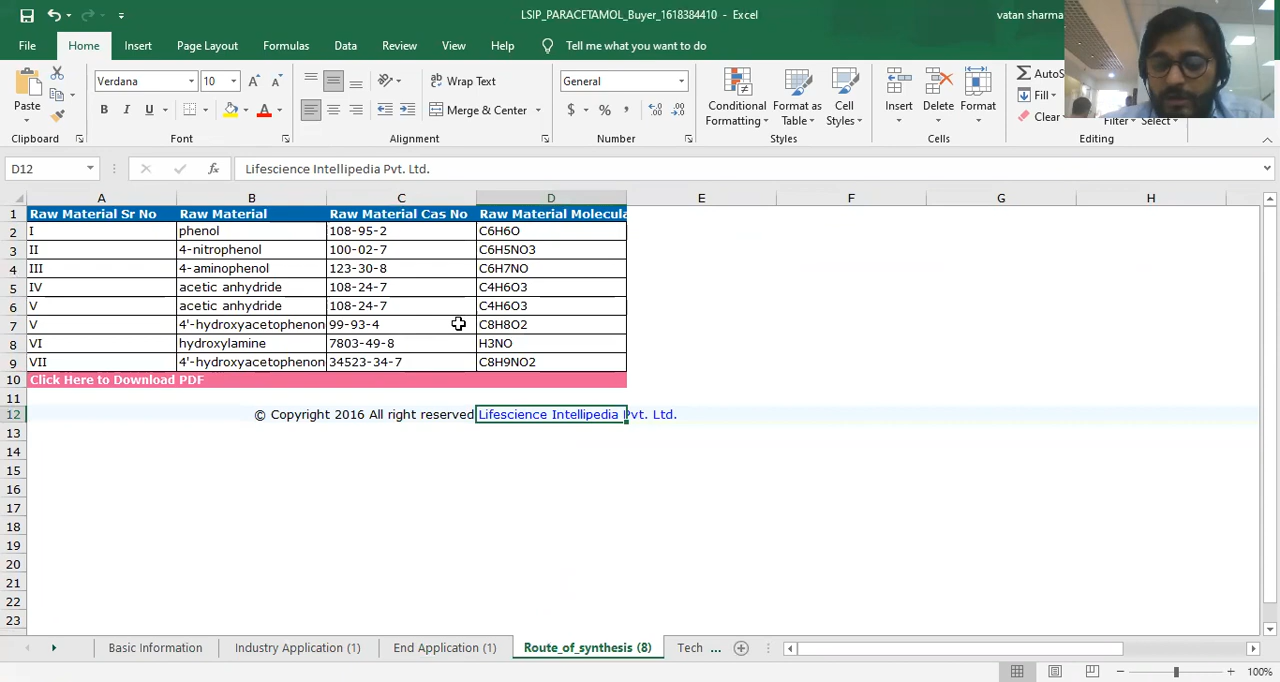 LSIP_PARACETAMOL_Buyer_1618384410 - Excel
vatan sharma
File Home Insert Page Layout Formulas Data Review View Help Tell me what you want to do
Paste
Verdana 10
Wrap Text
General
Conditional Formatting
Format as Table
Cell Styles
Insert Delete Format
AutoS
Fill
Clear
B I U
Merge & Center
$ % ,
Filter Select
Clipboard Font Alignment Number Styles Cells Editing
D12 fx Lifescience Intellipedia Pvt. Ltd.
A B C D E F G H
1 Raw Material Sr No Raw Material Raw Material Cas No Raw Material Molecula
2 I phenol 108-95-2 C6H6O
3 II 4-nitrophenol 100-02-7 C6H5NO3
4 III 4-aminophenol 123-30-8 C6H7NO
5 IV acetic anhydride 108-24-7 C4H6O3
6 V acetic anhydride 108-24-7 C4H6O3
7 V 4'-hydroxyacetophenon 99-93-4 C8H8O2
8 VI hydroxylamine 7803-49-8 H3NO
9 VII 4'-hydroxyacetophenon 34523-34-7 C8H9NO2
10 Click Here to Download PDF
11
12 © Copyright 2016 All right reserved Lifescience Intellipedia Pvt. Ltd.
13
14
15
16
17
18
19
20
21
22
23
Basic Information Industry Application (1) End Application (1) Route_of_synthesis (8) Tech ...
100%